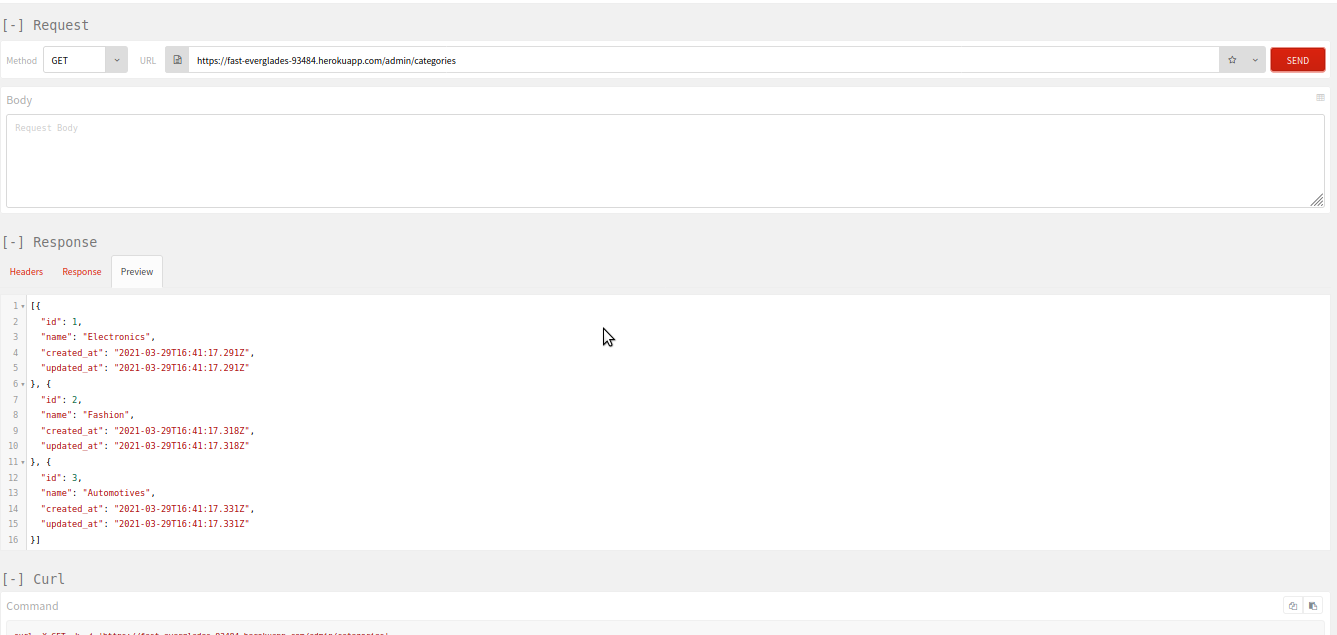 [-] Request
Method GET URL https://fast-everglades-93484.herokuapp.com/admin/categories SEND
Body
Request Body
[-] Response
Headers Response Preview
1 [{
2 "id": 1,
3 "name": "Electronics",
4 "created_at": "2021-03-29T16:41:17.291Z",
5 "updated_at": "2021-03-29T16:41:17.291Z"
6 }, {
7 "id": 2,
8 "name": "Fashion",
9 "created_at": "2021-03-29T16:41:17.318Z",
10 "updated_at": "2021-03-29T16:41:17.318Z"
11 }, {
12 "id": 3,
13 "name": "Automotives",
14 "created_at": "2021-03-29T16:41:17.331Z",
15 "updated_at": "2021-03-29T16:41:17.331Z"
16 }]
[-] Curl
Command